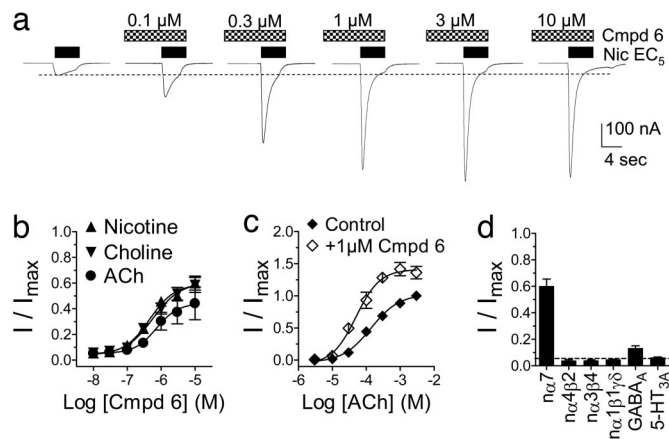 a
0.1 µM 0.3 µM 1 µM 3 µM 10 µM
Cmpd 6
Nic EC5
100 nA
4 sec
b
Nicotine
Choline
ACh
I / Imax
1.0
0.8
0.6
0.4
0.2
0.0
-8 -7 -6 -5
Log [Cmpd 6] (M)
c
Control
+1µM Cmpd 6
I / Imax
2.0
1.5
1.0
0.5
0.0
-6 -5 -4 -3 -2
Log [ACh] (M)
d
I / Imax
1.0
0.8
0.6
0.4
0.2
0.0
nα7
nα4β2
nα3β4
nα1β1γδ
GABAA
5-HT3A